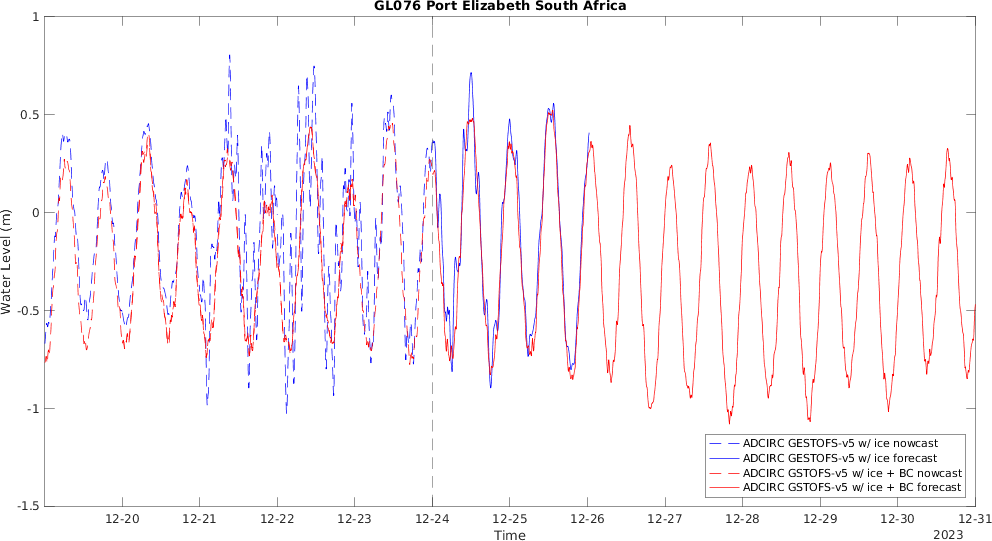 GL076 Port Elizabeth South Africa
1
0.5
0
-0.5
-1
-1.5
Water Level (m)
ADCIRC GESTOFS-v5 w/ ice nowcast
ADCIRC GESTOFS-v5 w/ ice forecast
ADCIRC GSTOFS-v5 w/ ice + BC nowcast
ADCIRC GSTOFS-v5 w/ ice + BC forecast
12-20 12-21 12-22 12-23 12-24 12-25 12-26 12-27 12-28 12-29 12-30 12-31
Time
2023